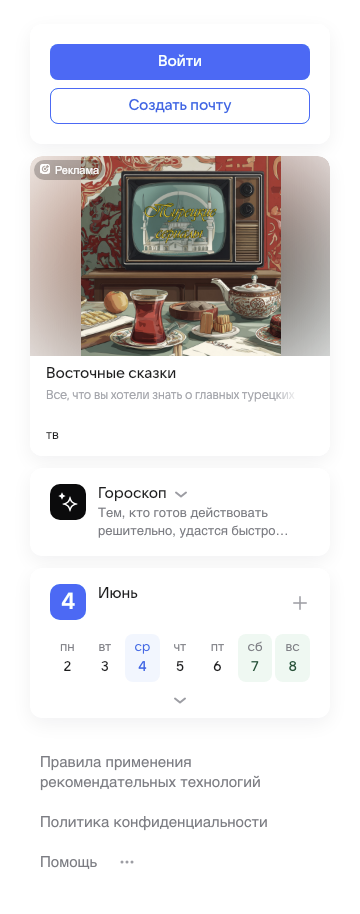 Войти
Создать почту
Реклама
Турецкие
Восточные сказки
Все, что вы хотели знать о главных турецких
ТВ
Гороскоп
Тем, кто готов действовать
решительно, удастся быстро...
4 Июнь
пн вт ср чт пт сб вс
2 3 4 5 6 7 8
Правила применения
рекомендательных технологий
Политика конфиденциальности
Помощь